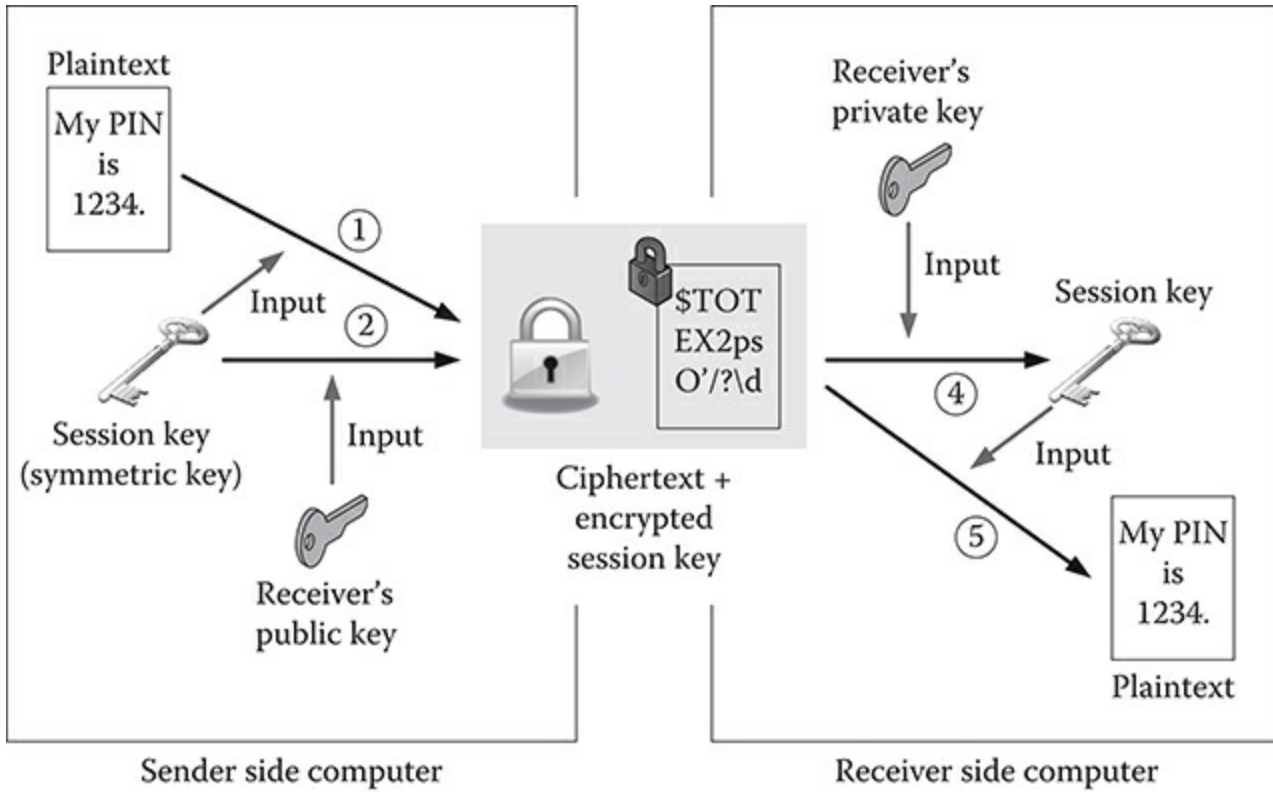 Plaintext
My PIN
is
1234.
1
Input
2
Session key
(symmetric key)
Input
Receiver's
public key
Sender side computer
$TOT
EX2ps
O'/?\d
Ciphertext +
encrypted
session key
Receiver's
private key
Input
Session key
4
Input
5
My PIN
is
1234.
Plaintext
Receiver side computer